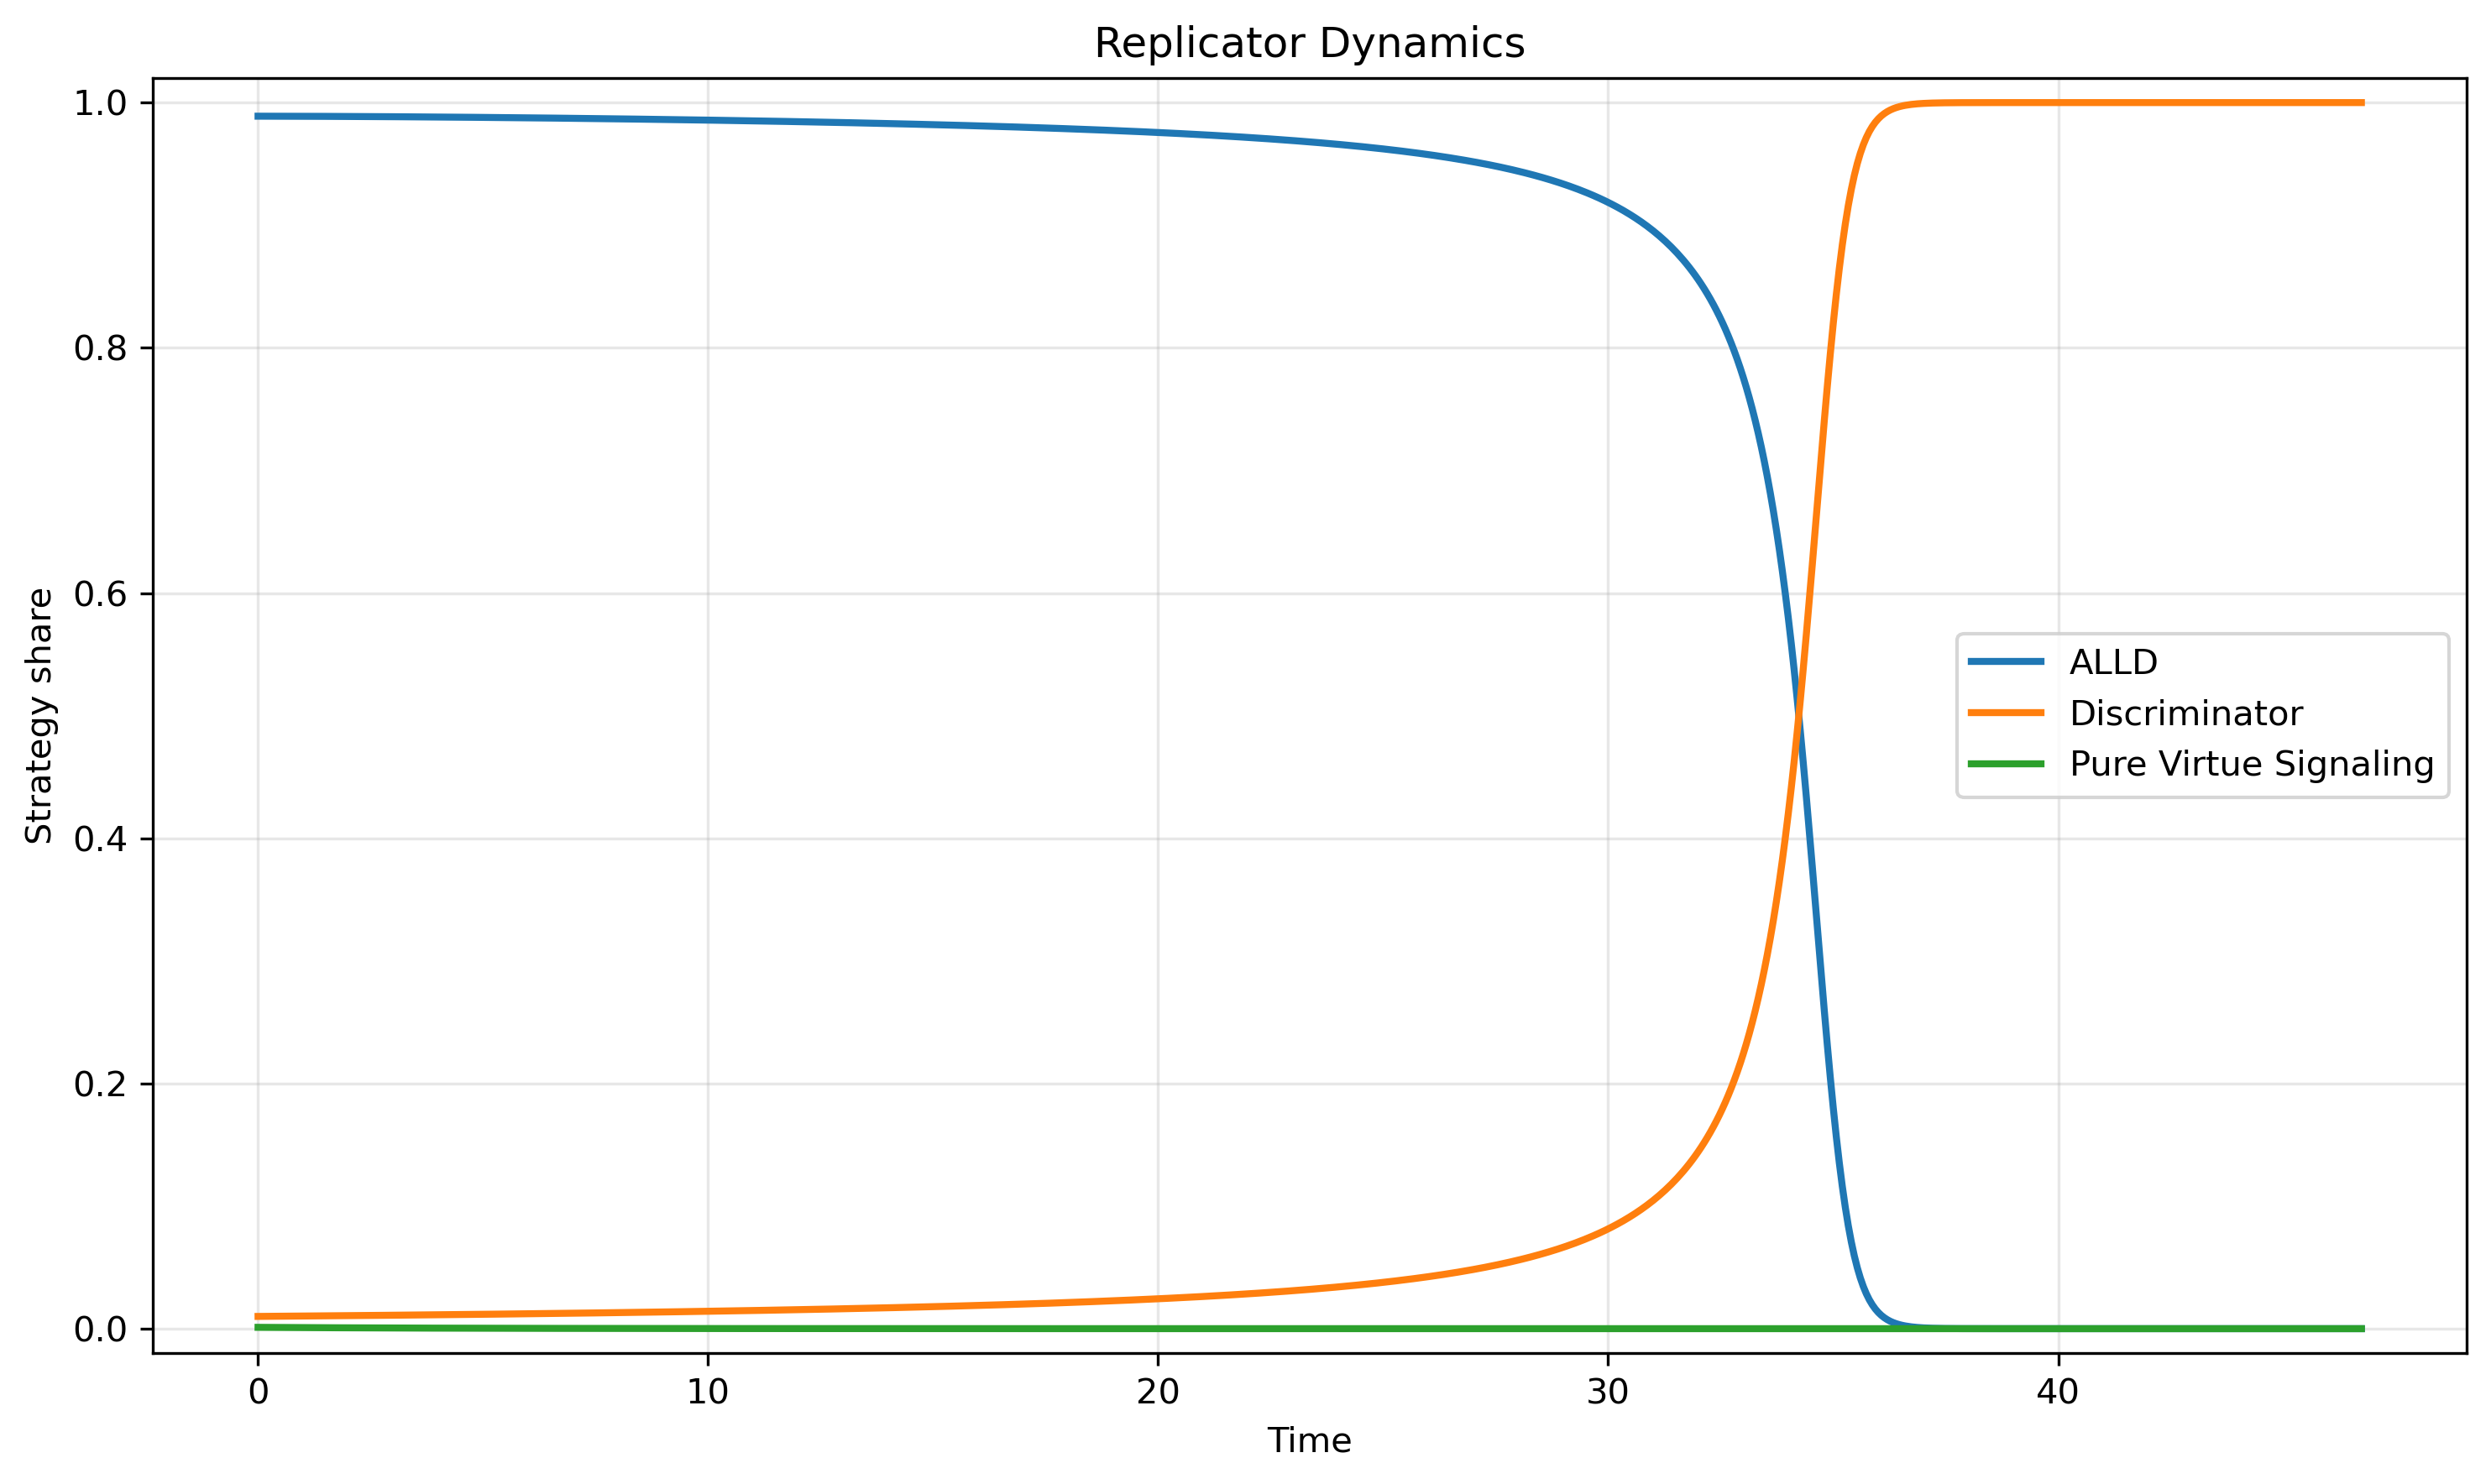 Replicator Dynamics
1.0
0.8
0.6
0.4
0.2
0.0
Strategy share
ALLD
Discriminator
Pure Virtue Signaling
0 10 20 30 40
Time